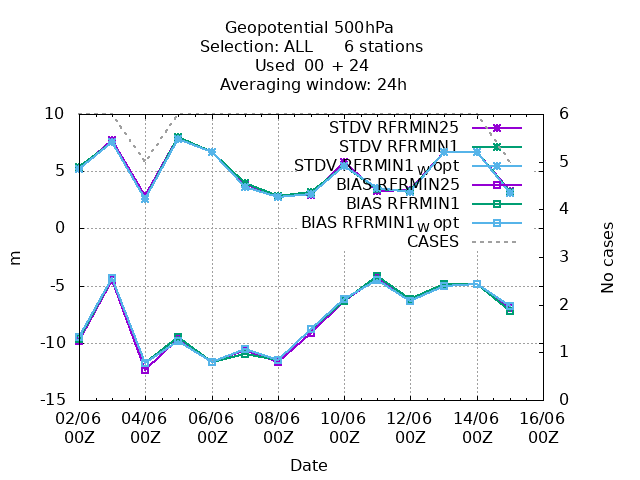 Geopotential 500hPa
Selection: ALL 6 stations
Used 00 + 24
Averaging window: 24h
10
5
0
-5
-10
-15
m
6
5
4
3
2
1
0
No cases
STDV RFRMIN25
STDV RFRMIN1
STDV RFRMIN1_w opt
BIAS RFRMIN25
BIAS RFRMIN1
BIAS RFRMIN1_w opt
CASES
02/06 04/06 06/06 08/06 10/06 12/06 14/06 16/06
00Z 00Z 00Z 00Z 00Z 00Z 00Z 00Z
Date